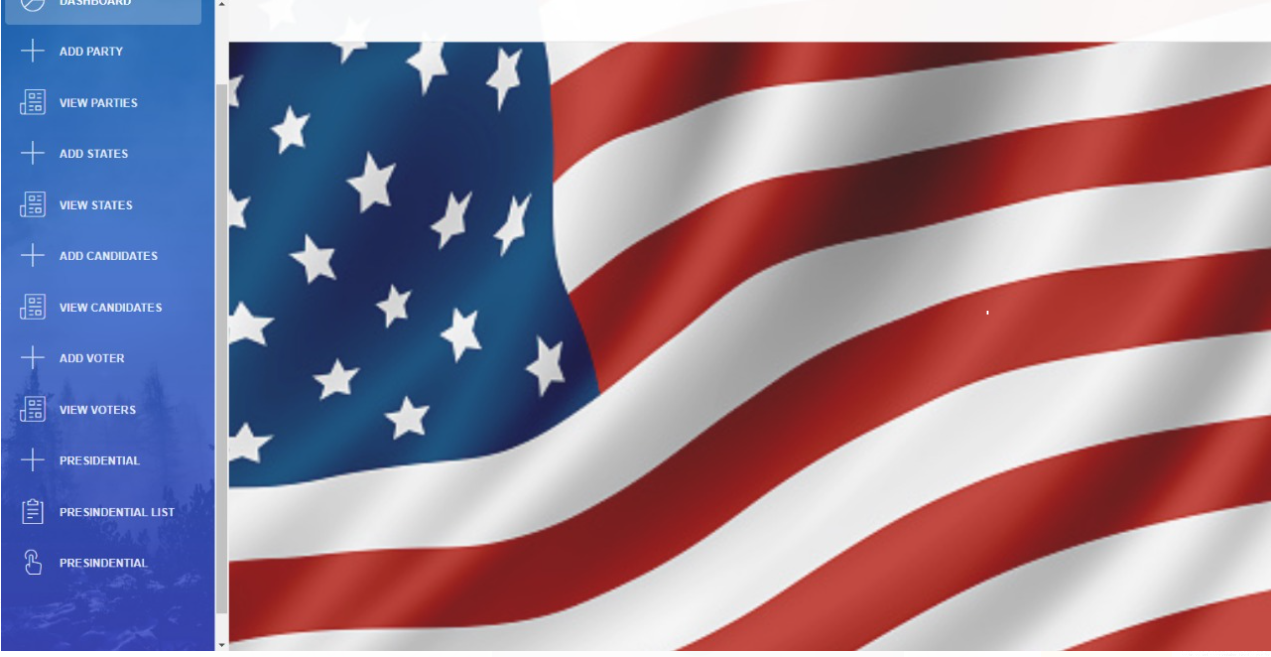 DASHBOARD
ADD PARTY
VIEW PARTIES
ADD STATES
VIEW STATES
ADD CANDIDATES
VIEW CANDIDATES
ADD VOTER
VIEW VOTERS
PRESIDENTIAL
PRESINDENTIAL LIST
PRESINDENTIAL